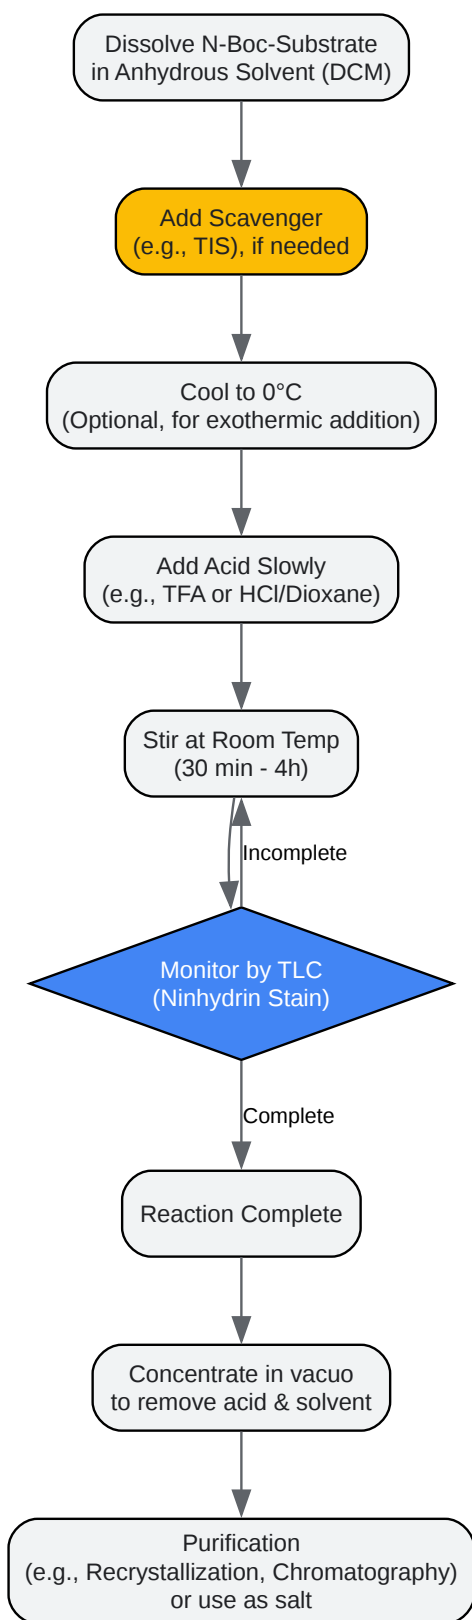 Dissolve N-Boc-Substrate
in Anhydrous Solvent (DCM)
Add Scavenger
(e.g., TIS), if needed
Cool to 0°C
(Optional, for exothermic addition)
Add Acid Slowly
(e.g., TFA or HCl/Dioxane)
Stir at Room Temp
(30 min - 4h)
Incomplete
Monitor by TLC
(Ninhydrin Stain)
Complete
Reaction Complete
Concentrate in vacuo
to remove acid & solvent
Purification
(e.g., Recrystallization, Chromatography)
or use as salt